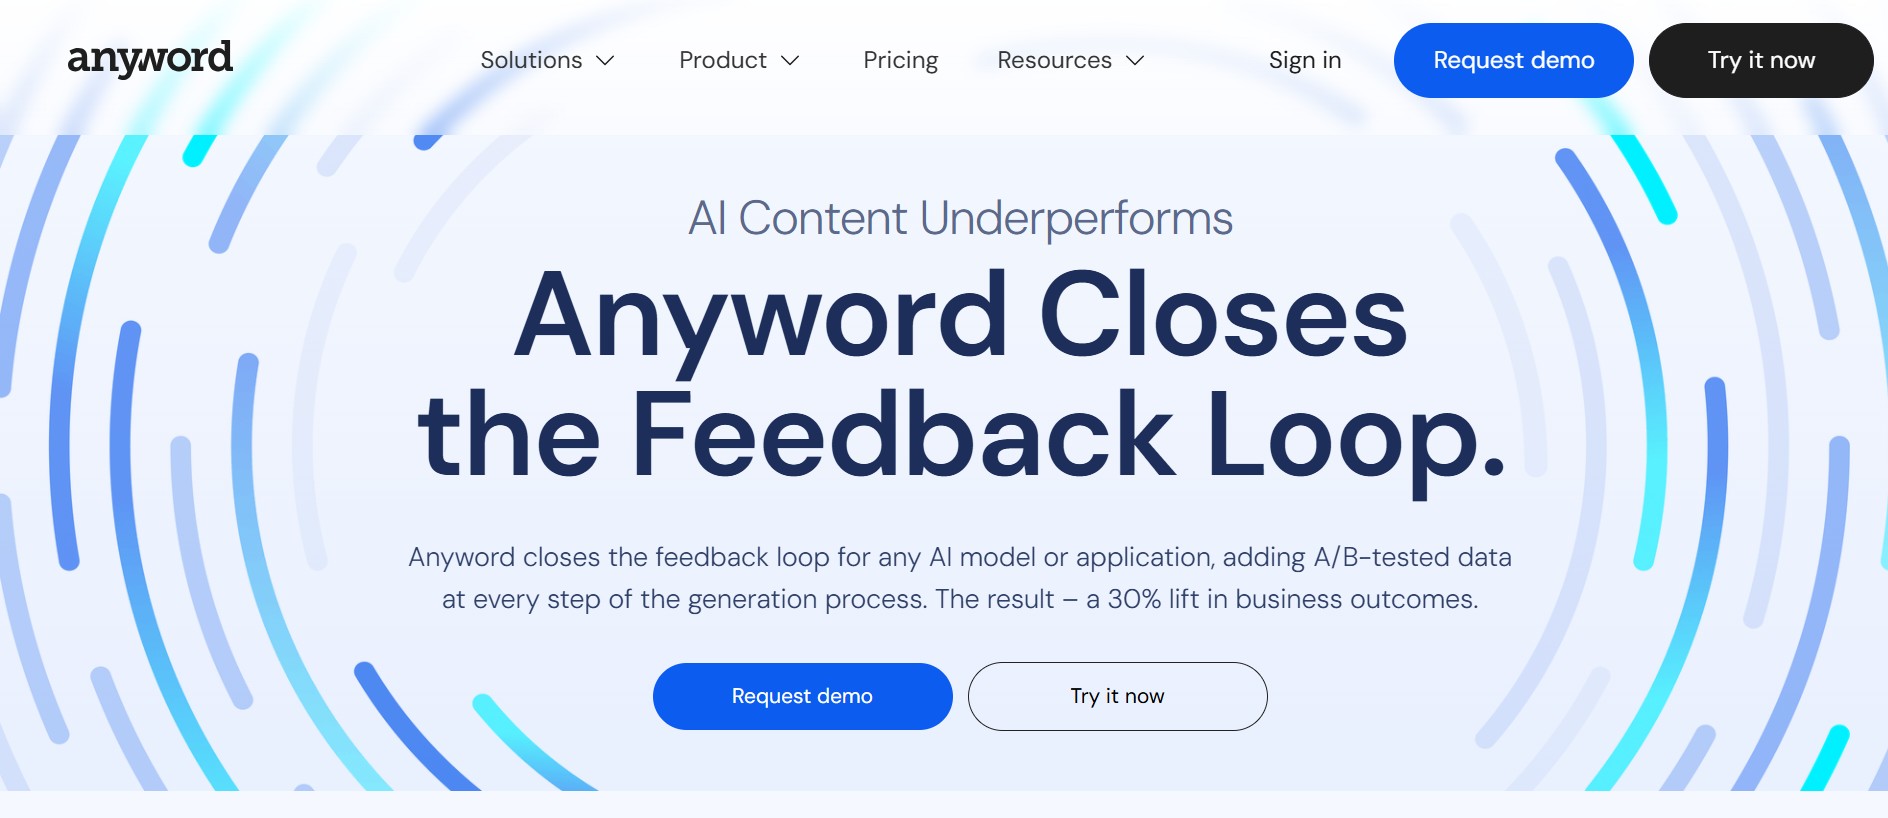 anyword
Solutions
Product
Pricing
Resources
Sign in
Request demo
Try it now
AI Content Underperforms
Anyword Closes
the Feedback Loop.
Anyword closes the feedback loop for any AI model or application, adding A/B-tested data
at every step of the generation process. The result – a 30% lift in business outcomes.
Request demo
Try it now